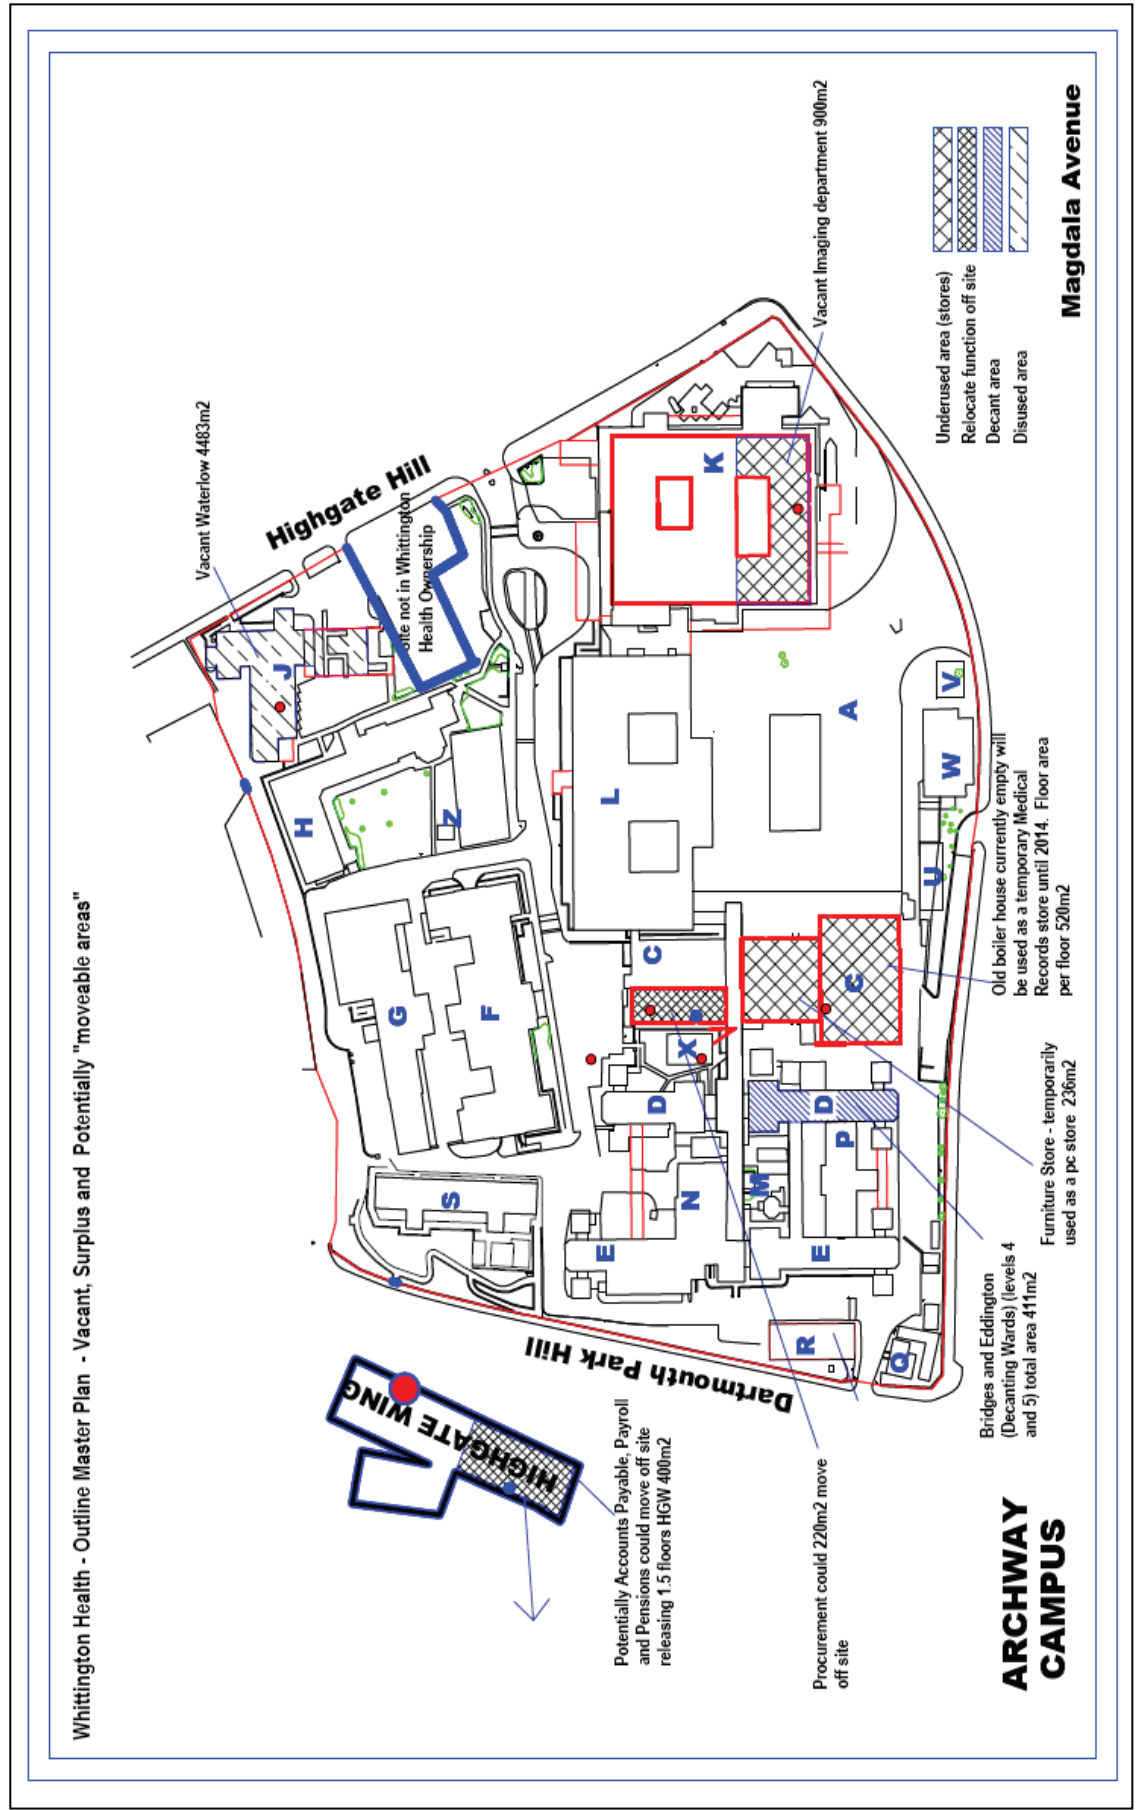 Whittington Health - Outline Master Plan - Vacant, Surplus and Potentially "moveable areas"
Vacant Waterlow 4483m2
Highgate Hill
Site not in Whittington
Health Ownership
Vacant Imaging department 900m2
Underused area (stores)
Relocate function off site
Decant area
Disused area
Magdala Avenue
J
H
Z
K
L
A
V
W
U
G
F
C
C
X
D
D
P
M
N
S
E
E
R
Q
Old boiler house currently empty will
be used as a temporary Medical
Records store until 2014. Floor area
per floor 520m2
Furniture Store - temporarily
used as a pc store 236m2
Bridges and Eddington
(Decanting Wards) (levels 4
and 5) total area 411m2
Dartmouth Park Hill
HIGHGATE WING
Potentially Accounts Payable, Payroll
and Pensions could move off site
releasing 1.5 floors HGW 400m2
Procurement could 220m2 move
off site
ARCHWAY
CAMPUS